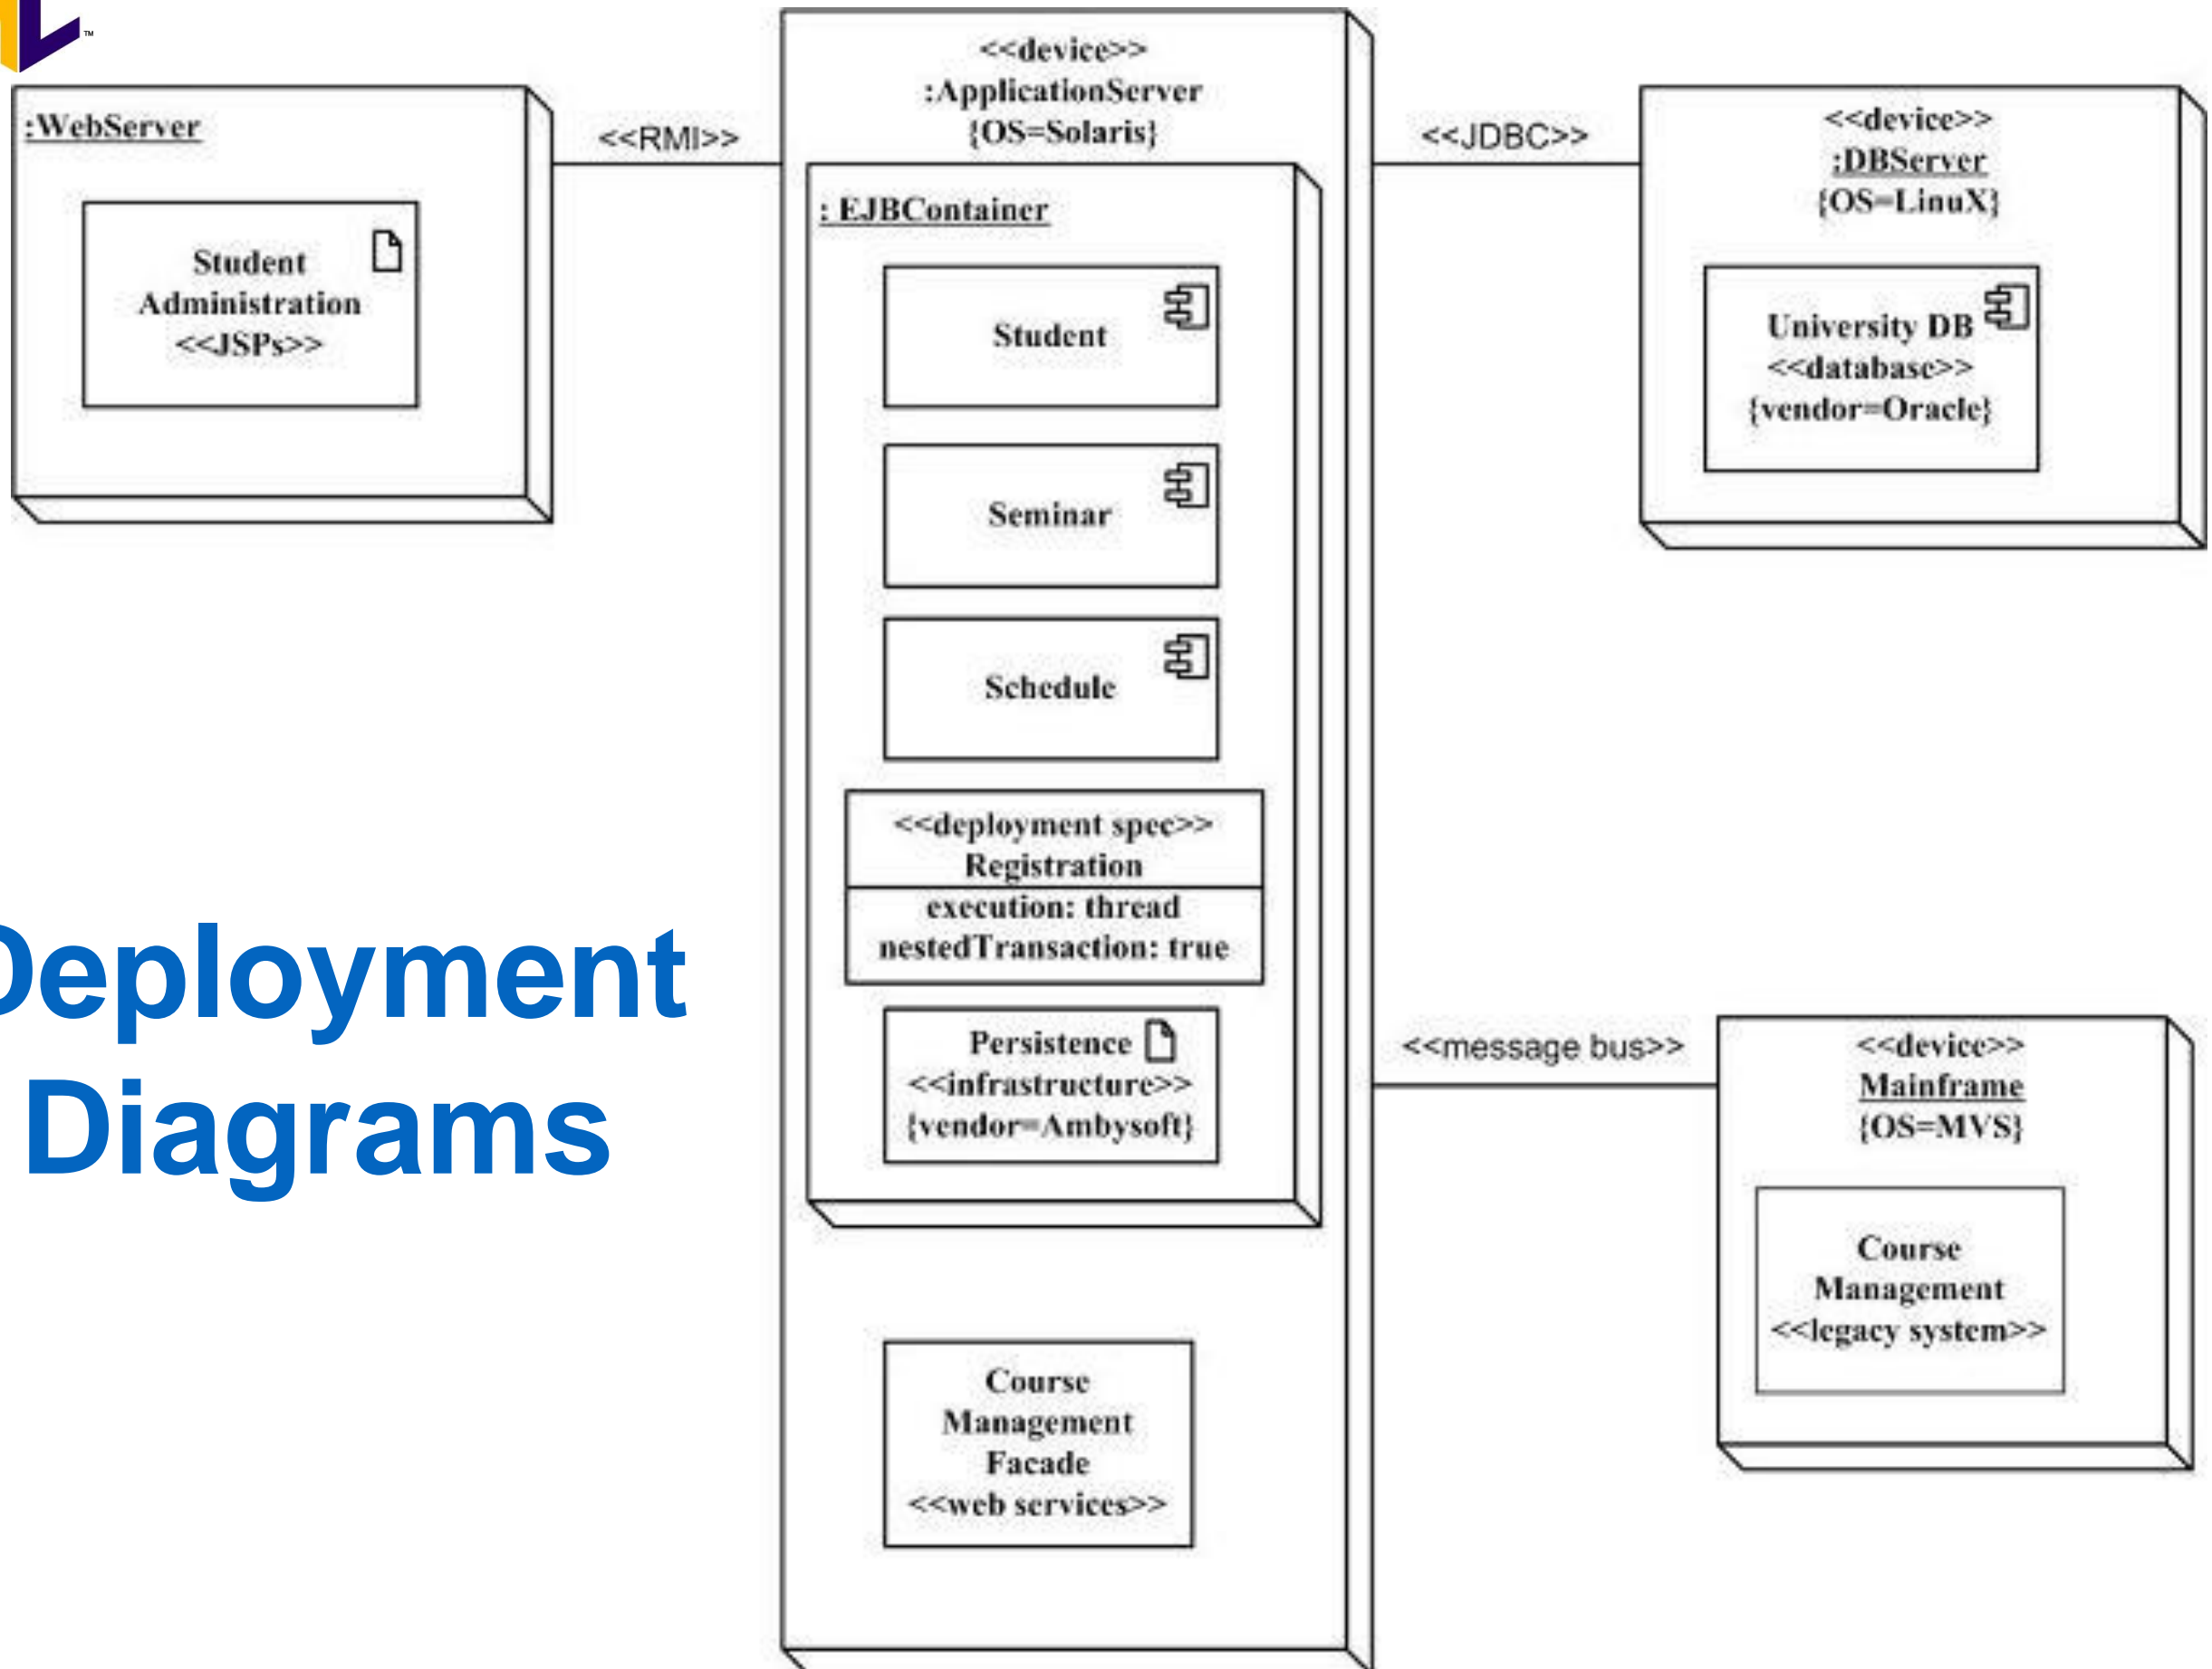 TM
:WebServer
Student
Administration
<<JSPs>>
<<RMI>>
<<device>>
:ApplicationServer
{OS=Solaris}
: EJBContainer
Student
Seminar
Schedule
<<deployment spec>>
Registration
execution: thread
nestedTransaction: true
Persistence
<<infrastructure>>
{vendor=Ambysoft}
Course
Management
Facade
<<web services>>
<<JDBC>>
<<device>>
:DBServer
{OS=LinuX}
University DB
<<database>>
{vendor=Oracle}
<<message bus>>
<<device>>
Mainframe
{OS=MVS}
Course
Management
<<legacy system>>
Deployment
Diagrams